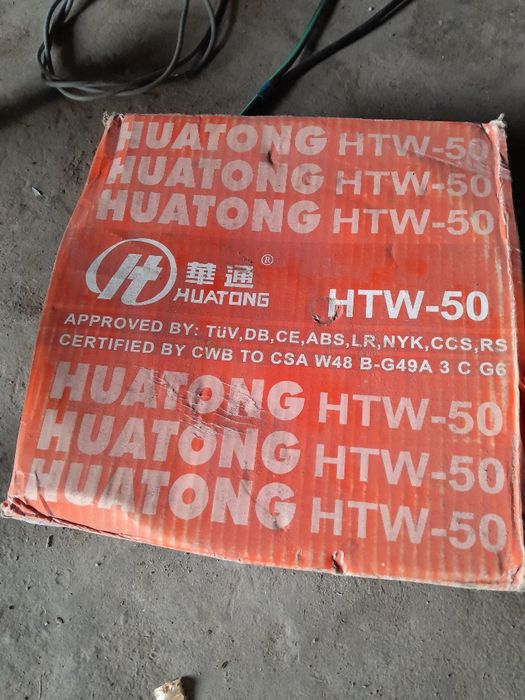 HUATONG HTW-50
HUATONG HTW-50
HUATONG HTW-50
華通®
HUATONG
HTW-50
APPROVED BY: TüV,DB,CE,ABS,LR,NYK,CCS,RS
CERTIFIED BY CWB TO CSA W48 B-G49A 3 C G6
HUATONG HTW-50
HUATONG HTW-50
HUATONG HTW-50